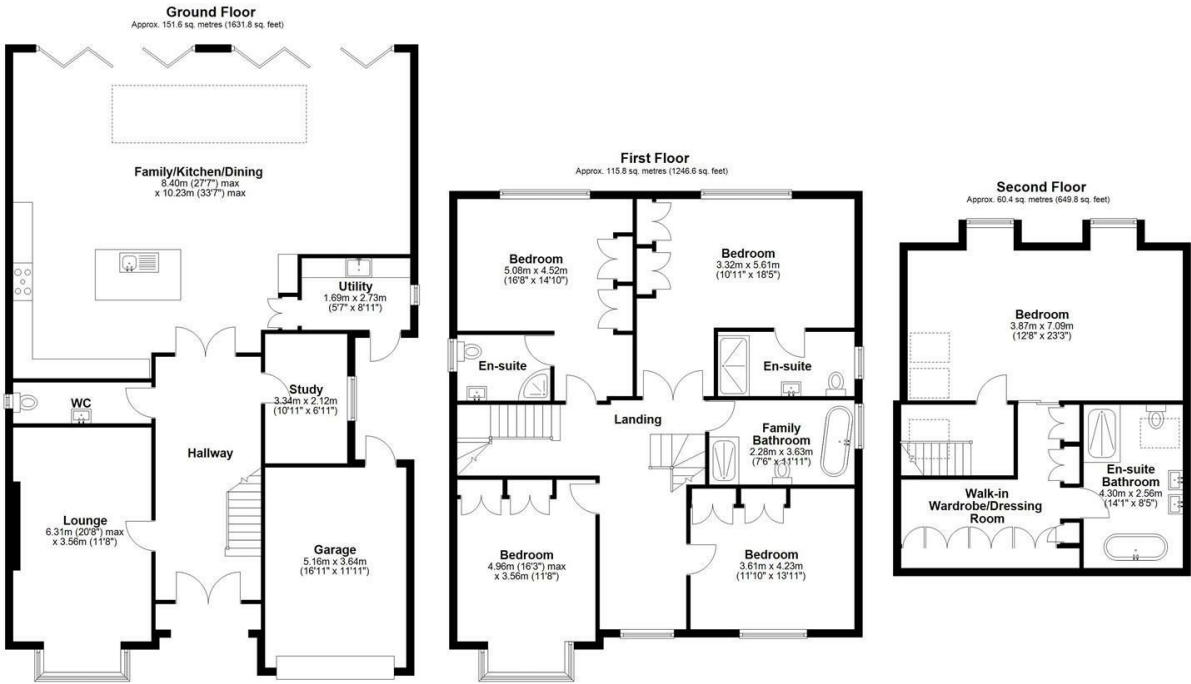 Ground Floor
Approx. 151.6 sq. metres (1631.8 sq. feet)
Family/Kitchen/Dining
8.40m (27'7") max
x 10.23m (33'7") max
Utility
1.69m x 2.73m
(5'7" x 8'11")
Study
3.34m x 2.12m
(10'11" x 6'11")
WC
Hallway
Lounge
6.31m (20'8") max
x 3.56m (11'8")
Garage
5.16m x 3.64m
(16'11" x 11'11")
First Floor
Approx. 115.8 sq. metres (1246.6 sq. feet)
Bedroom
5.08m x 4.52m
(16'8" x 14'10")
Bedroom
3.32m x 5.61m
(10'11" x 18'5")
En-suite
En-suite
Landing
Family
Bathroom
2.28m x 3.63m
(7'6" x 11'11")
Bedroom
4.96m (16'3") max
x 3.56m (11'8")
Bedroom
3.61m x 4.23m
(11'10" x 13'11")
Second Floor
Approx. 60.4 sq. metres (649.8 sq. feet)
Bedroom
3.87m x 7.09m
(12'8" x 23'3")
En-suite
Bathroom
4.30m x 2.56m
(14'1" x 8'5")
Walk-in
Wardrobe/Dressing
Room